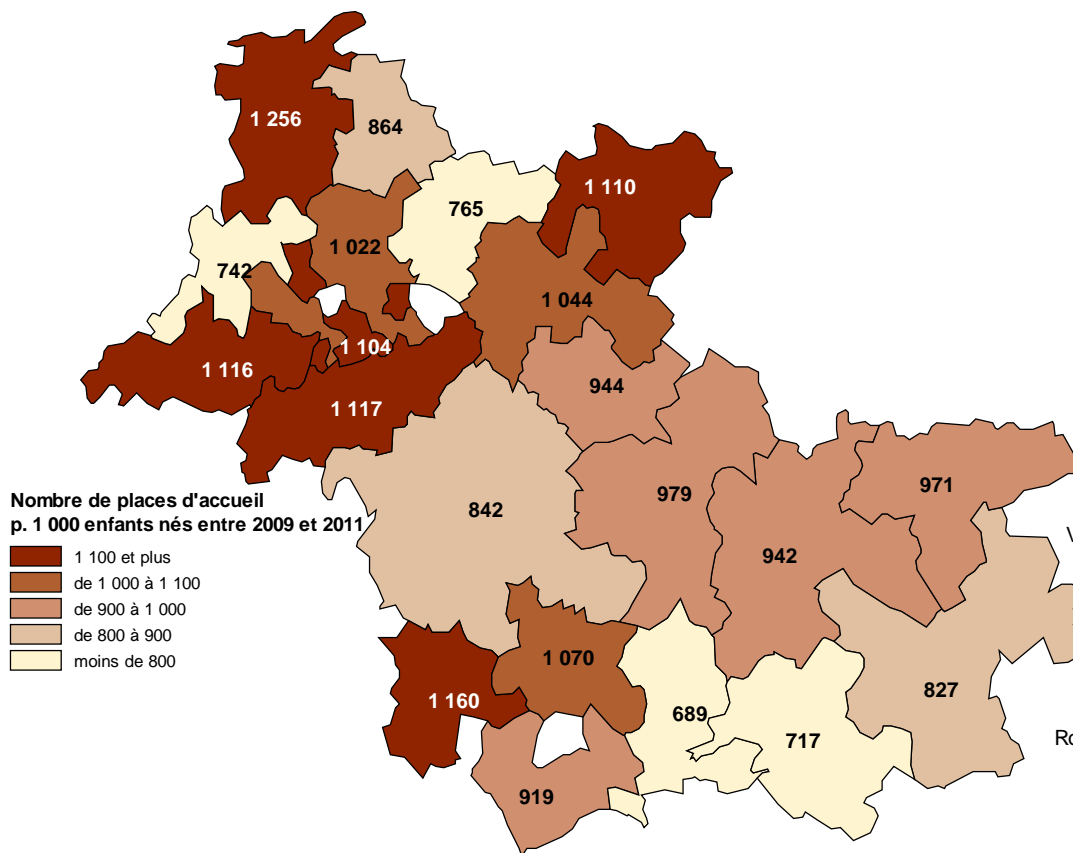 1 256
864
1 110
765
1 022
742
1 044
1 104
1 116
944
1 117
971
979
842
942
Nombre de places d'accueil
p. 1 000 enfants nés entre 2009 et 2011
1 100 et plus
de 1 000 à 1 100
de 900 à 1 000
de 800 à 900
moins de 800
V
1 070
827
1 160
689
717
Ro
919